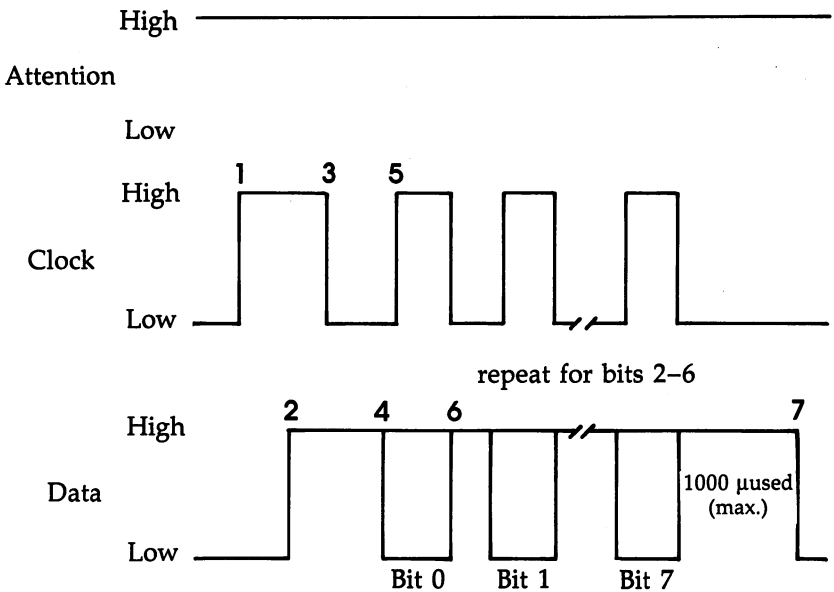 High
Attention
Low
1 3 5
High
Clock
Low
repeat for bits 2–6
2 4 6 7
High
Data
1000 μused
(max.)
Low
Bit 0 Bit 1 Bit 7